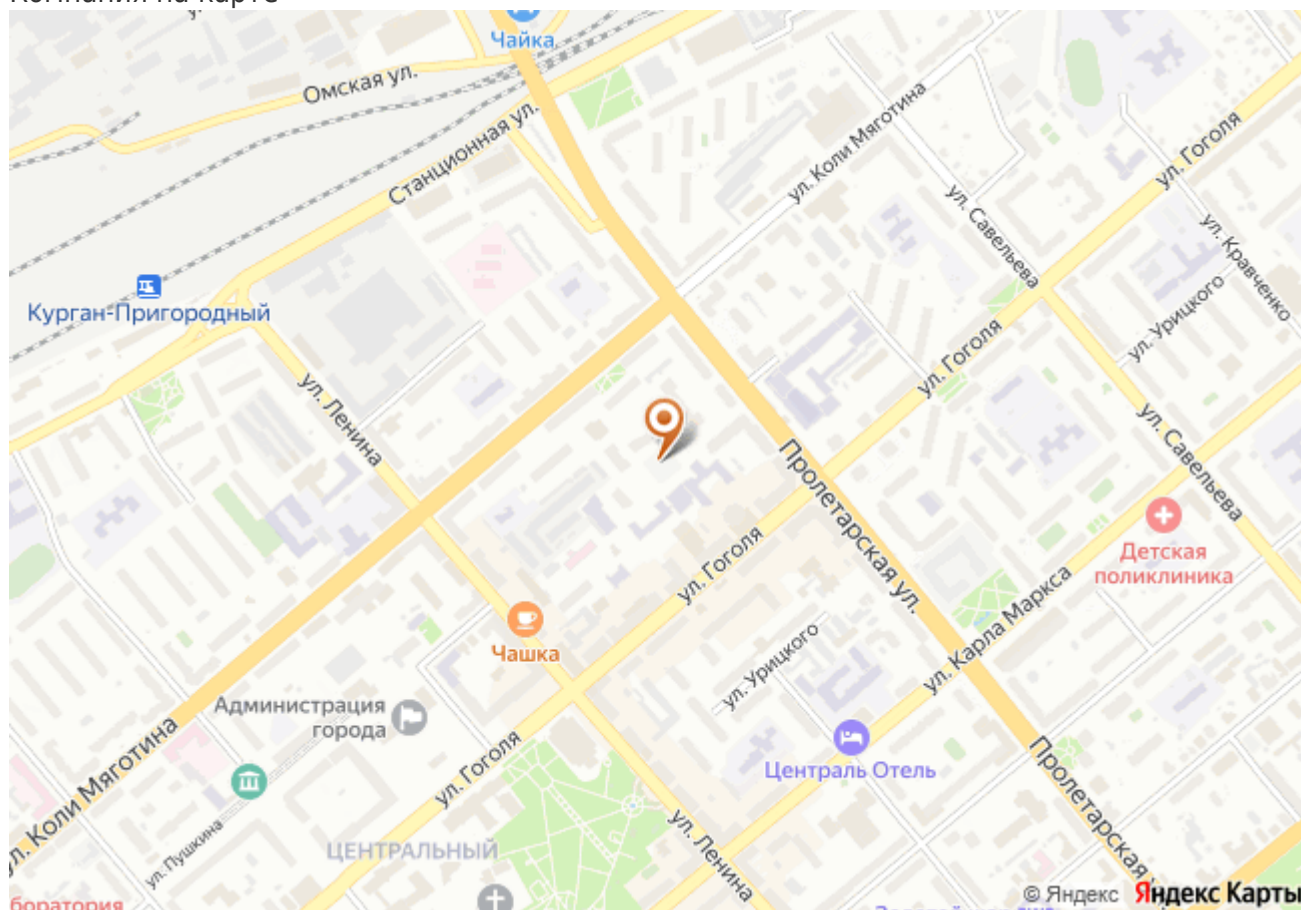 Компания на карте
Чайка
Омская ул.
Станционная ул.
ул. Коли Мяготина
ул. Гоголя
ул. Савельева
ул. Кравченко
ул. Урицкого
Курган-Пригородный
ул. Гоголя
ул. Ленина
ул. Савельева
Пролетарская ул.
Детская
поликлиника
ул. Гоголя
ул. Карла Маркса
Чашка
ул. Урицкого
Администрация
города
Централь Отель
ул. Коли Мяготина
ул. Гоголя
Пролетарская
ул. Пушкина
ЦЕНТРАЛЬНЫЙ
ул. Ленина
боратория
© Яндекс Яндекс Карты